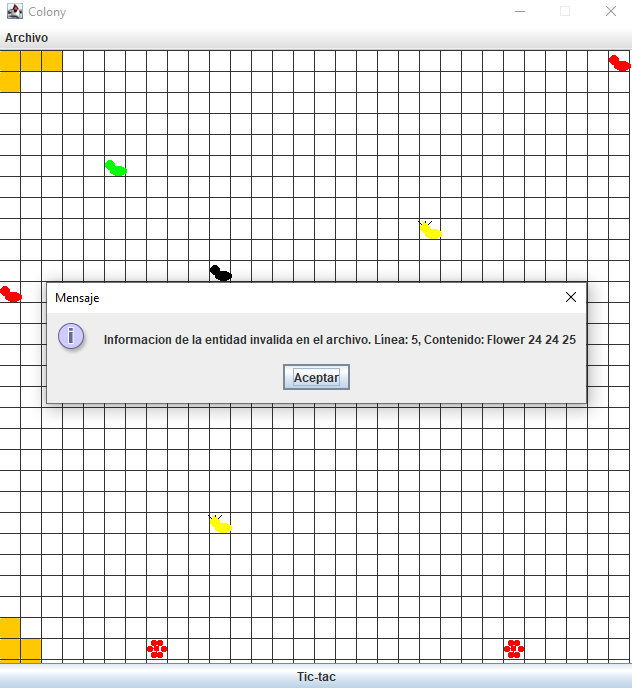 Colony
Archivo
Mensaje
Informacion de la entidad invalida en el archivo. Línea: 5, Contenido: Flower 24 24 25
Aceptar
Tic-tac